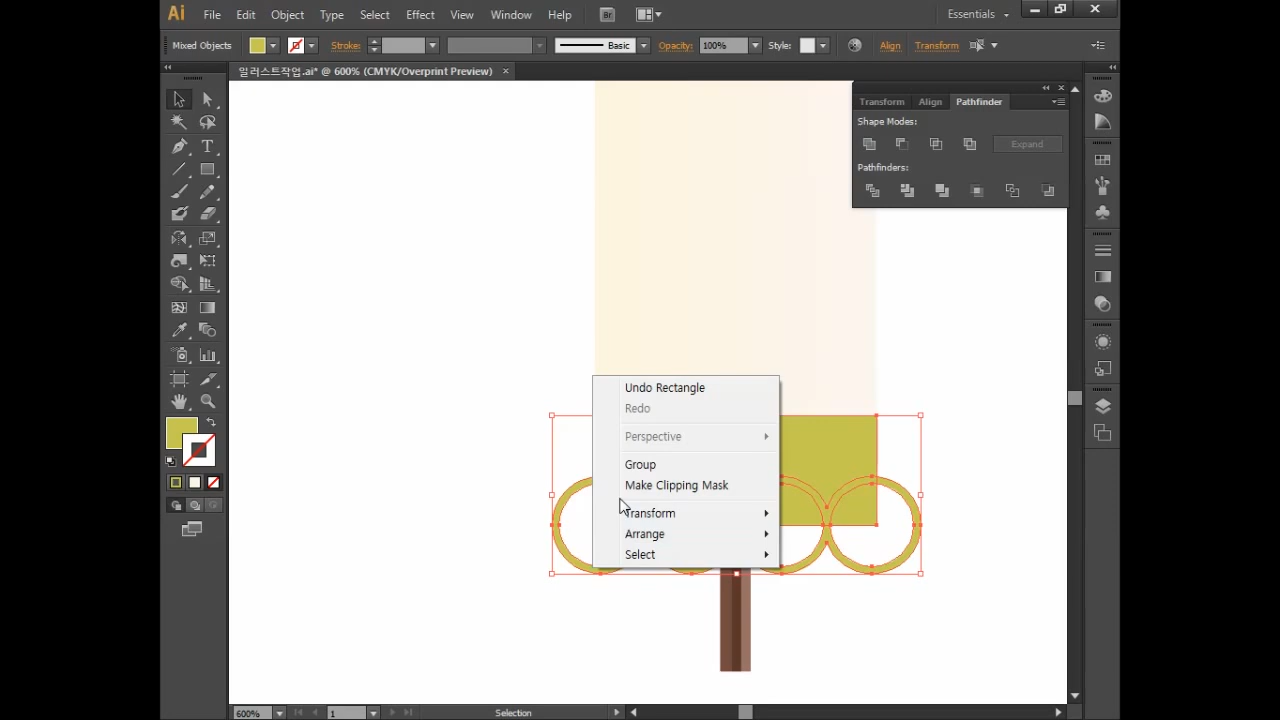 Ai File Edit Object Type Select Effect View Window Help Br Essentials
Mixed Objects Stroke: Basic Opacity: 100% Style: Align Transform
일러스트작업.ai* @ 600% (CMYK/Overprint Preview)
Transform Align Pathfinder
Shape Modes:
Expand
Pathfinders:
Undo Rectangle
Redo
Perspective
Group
Make Clipping Mask
Transform
Arrange
Select
600% 1 Selection